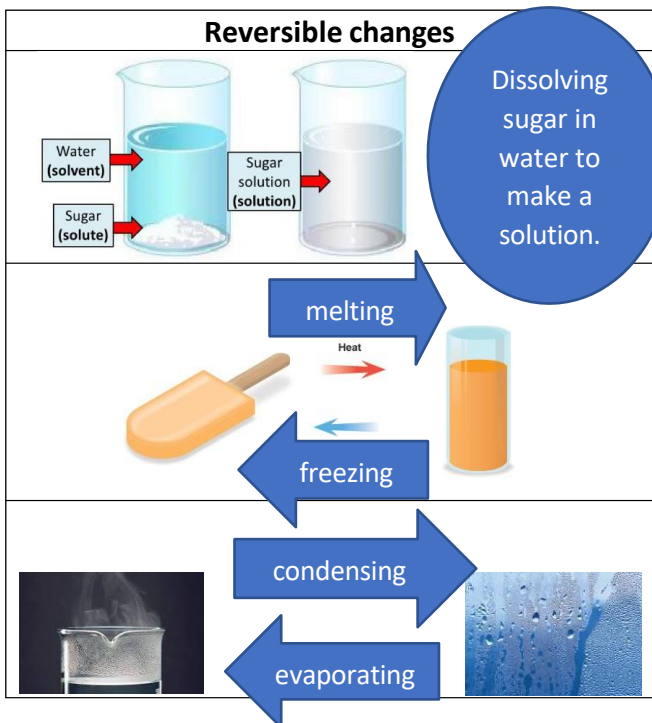 Reversible changes
Water
(solvent)
Sugar
(solute)
Sugar
solution
(solution)
Dissolving
sugar in
water to
make a
solution.
melting
Heat
freezing
condensing
evaporating